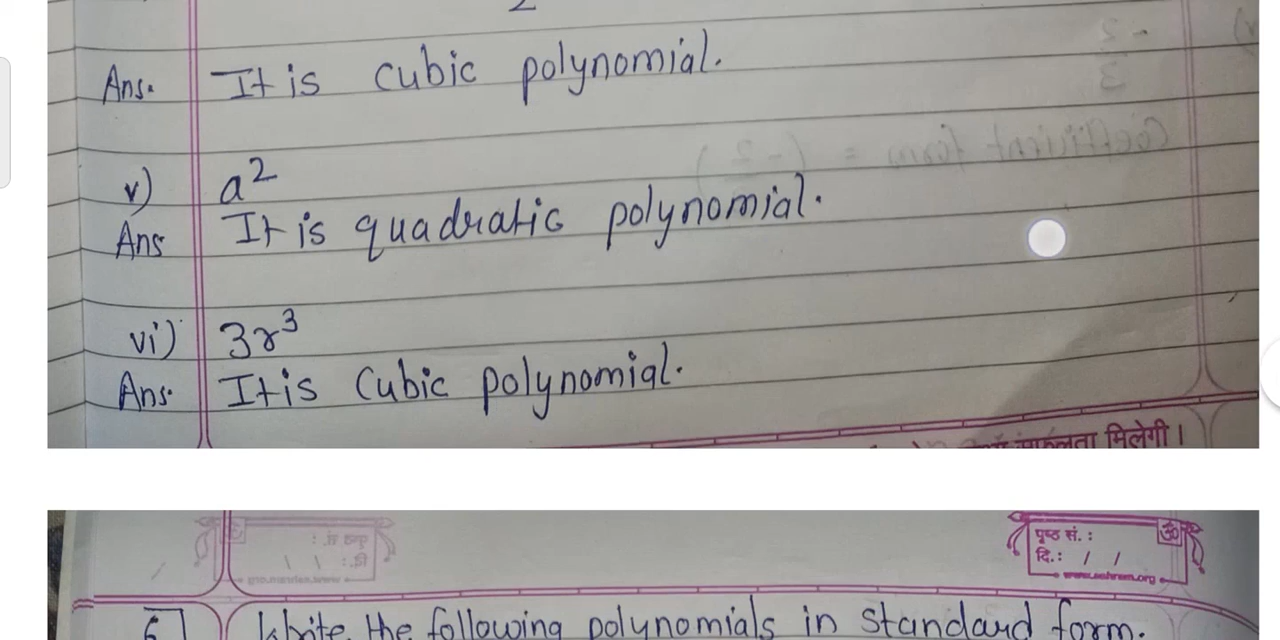 2
Ans. It is cubic polynomial.
v) a²
Ans It is quadratic polynomial.
vi) 3r³
Ans. It is Cubic polynomial.
सफलता मिलेगी।
पृष्ठ सं. :
दि.: / /
6] Write the following polynomials in standard form.